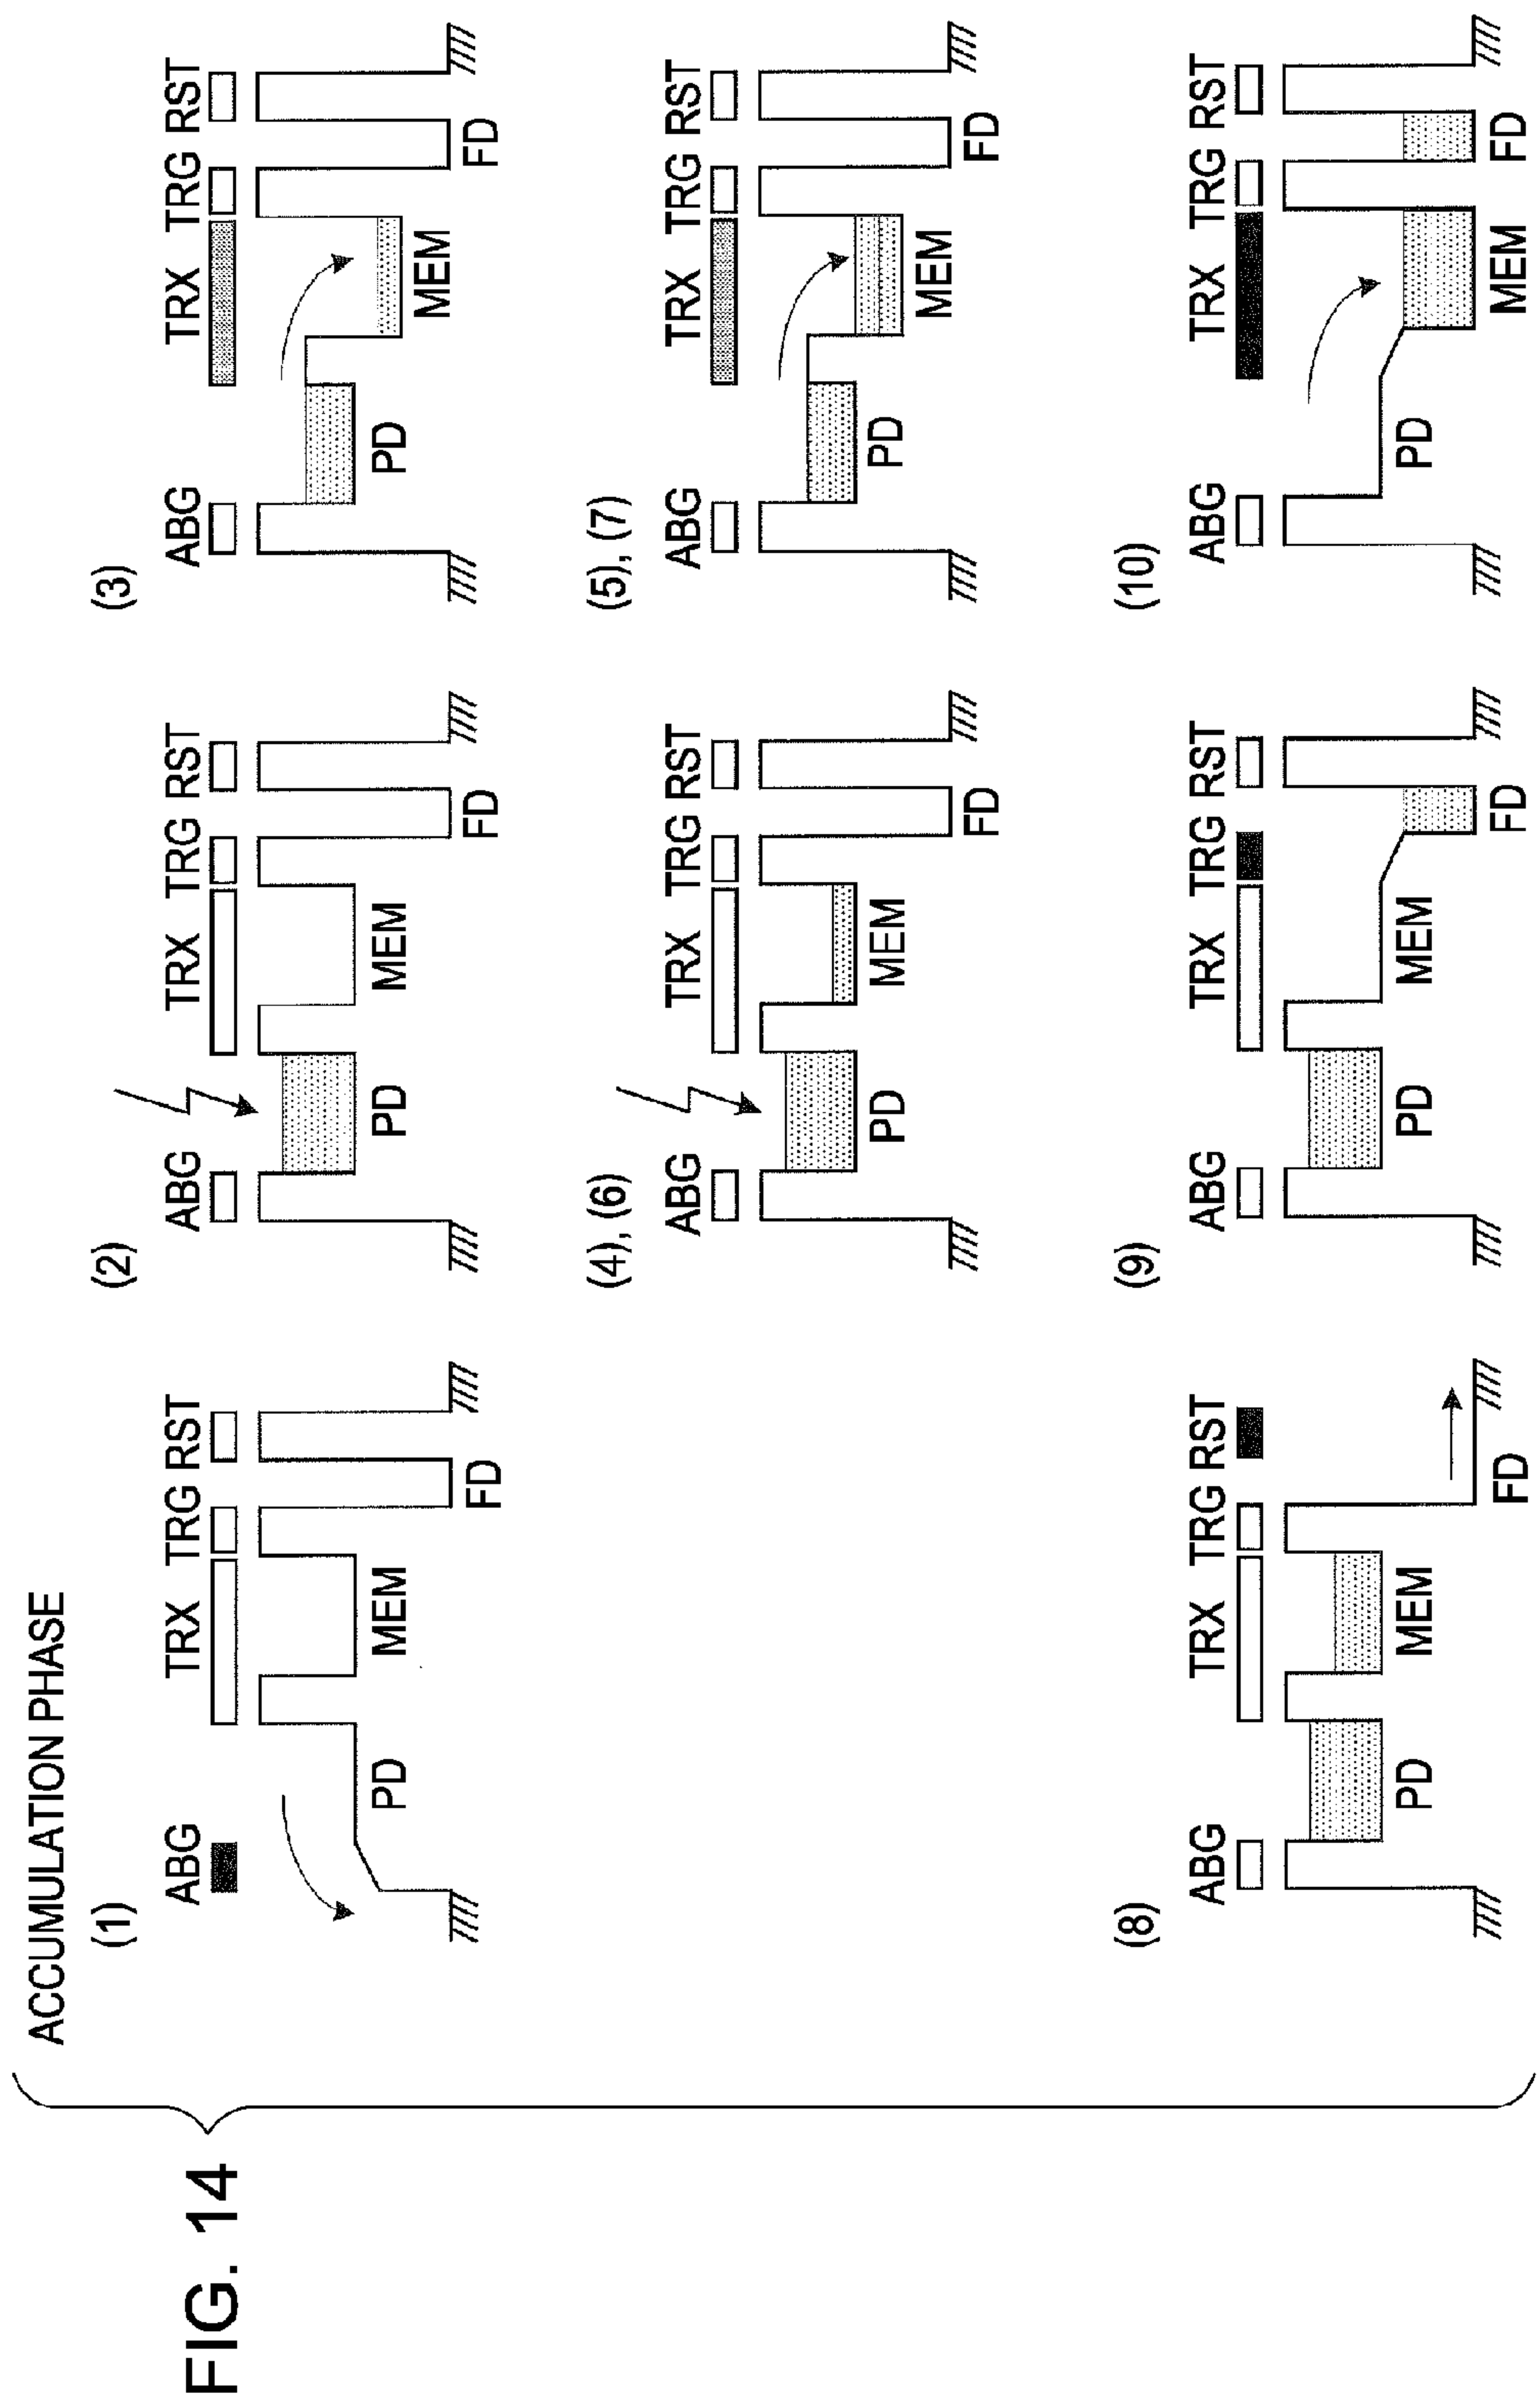 FIG. 14
ACCUMULATION PHASE
(1)
ABG TRX TRG RST
PD MEM FD
(2)
ABG TRX TRG RST
PD MEM FD
(3)
ABG TRX TRG RST
PD MEM FD
(4), (6)
ABG TRX TRG RST
PD MEM FD
(5), (7)
ABG TRX TRG RST
PD MEM FD
(8)
ABG TRX TRG RST
PD MEM FD
(9)
ABG TRX TRG RST
PD MEM FD
(10)
ABG TRX TRG RST
PD MEM FD